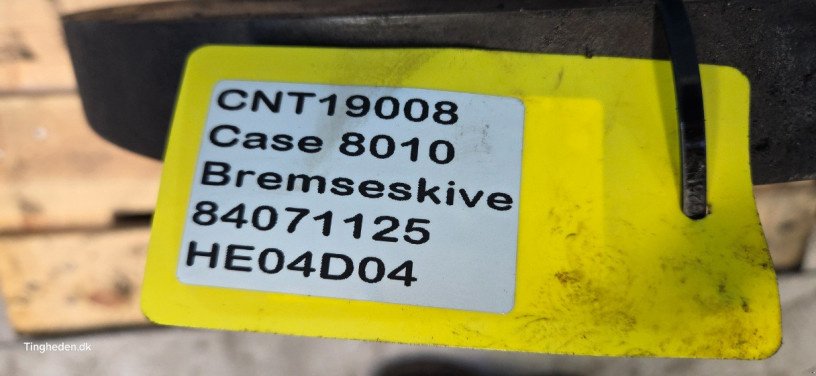 CNT19008
Case 8010
Bremseskive
84071125
HE04D04
Tingheden.dk